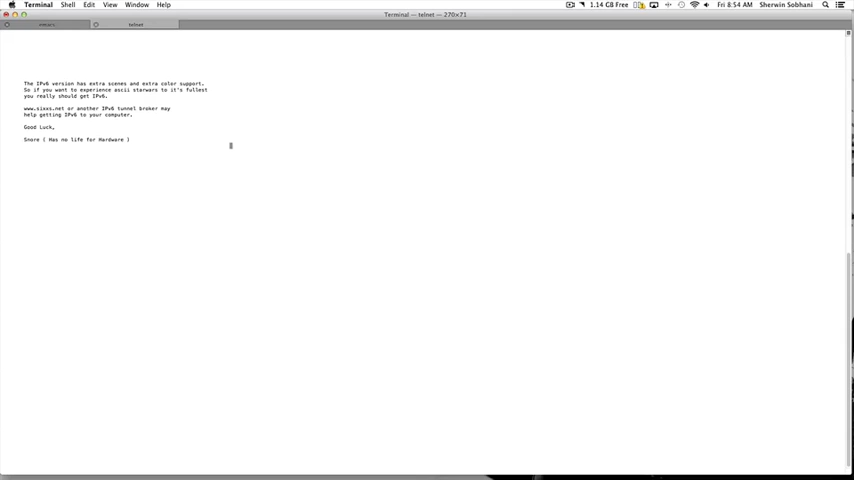 Terminal Shell Edit View Window Help 1.14 GB Free Fri 8:54 AM Sherwin Sobhani
Terminal — telnet — 270×71
telnet
The IPv6 version has extra scenes and extra color support.
So if you want to experience ascii starwars to it's fullest
you really should get IPv6.
www.sixxs.net or another IPv6 tunnel broker may
help getting IPv6 to your computer.
Good Luck,
Snore ( Has no life for Hardware )